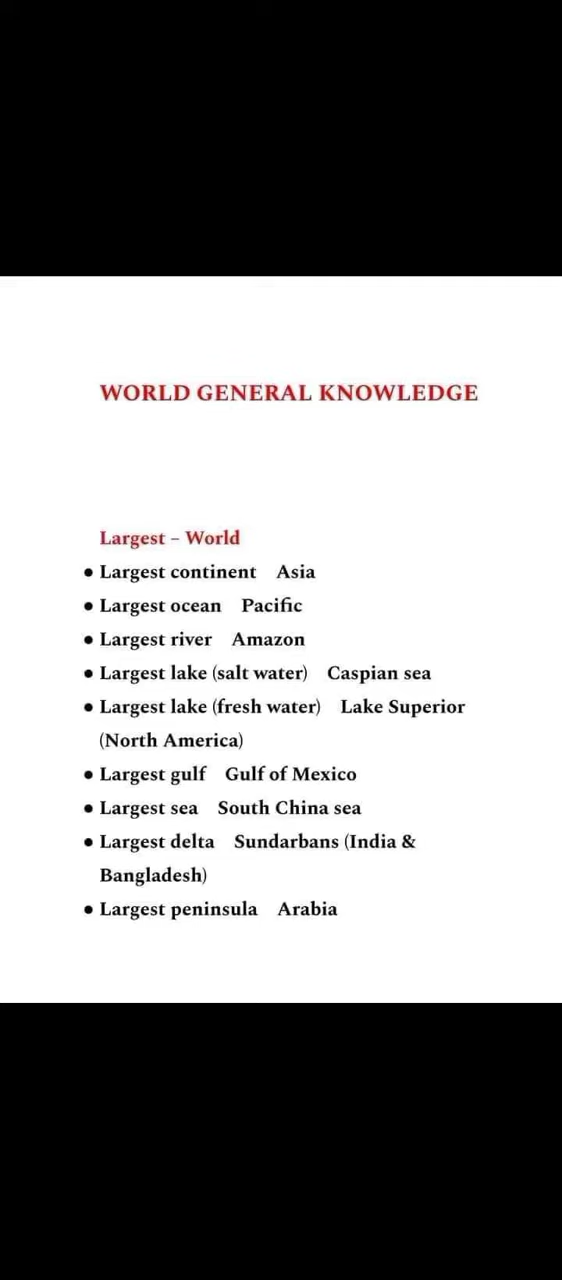 WORLD GENERAL KNOWLEDGE
Largest – World
● Largest continent Asia
● Largest ocean Pacific
● Largest river Amazon
● Largest lake (salt water) Caspian sea
● Largest lake (fresh water) Lake Superior
(North America)
● Largest gulf Gulf of Mexico
● Largest sea South China sea
● Largest delta Sundarbans (India &
Bangladesh)
● Largest peninsula Arabia